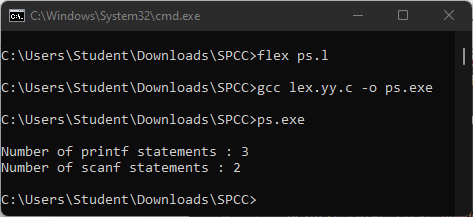 C:\Windows\System32\cmd.exe
C:\Users\Student\Downloads\SPCC>flex ps.l
C:\Users\Student\Downloads\SPCC>gcc lex.yy.c -o ps.exe
C:\Users\Student\Downloads\SPCC>ps.exe
Number of printf statements : 3
Number of scanf statements : 2
C:\Users\Student\Downloads\SPCC>